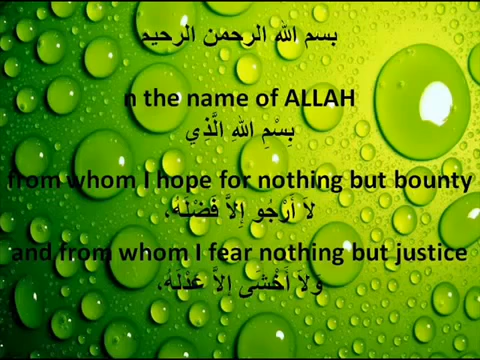 بسم الله الرحمن الرحيم
n the name of ALLAH
بِسْمِ اللهِ الَّذِي
from whom I hope for nothing but bounty
لاَ أَرْجُو إِلاَّ فَضْلَهُ،
and from whom I fear nothing but justice
وَلاَ أَخْشَى إِلاَّ عَدْلَهُ،